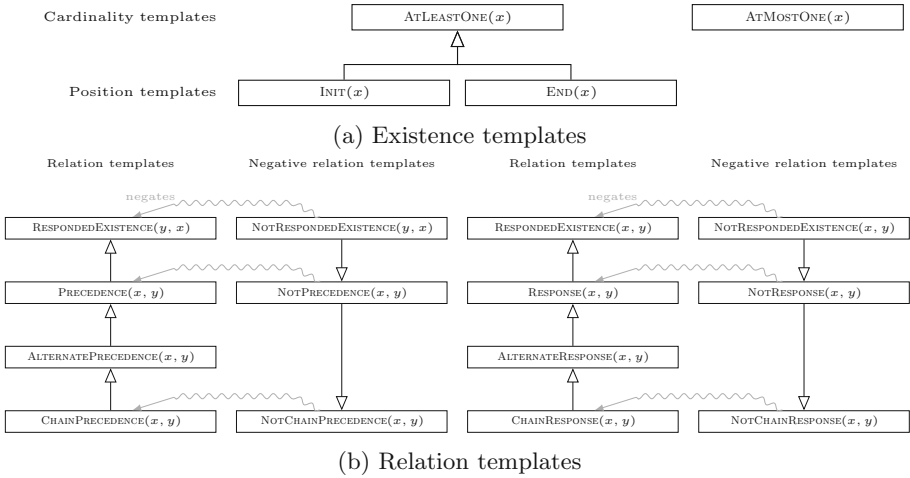 Cardinality templates ATLEASTONE(x) ATMOSTONE(x)
Position templates INIT(x) END(x)
(a) Existence templates
Relation templates Negative relation templates Relation templates Negative relation templates
negates negates
RESPONDEDEXISTENCE(y, x) NOTRESPONDEDEXISTENCE(y, x) RESPONDEDEXISTENCE(x, y) NOTRESPONDEDEXISTENCE(x, y)
PRECEDENCE(x, y) NOTPRECEDENCE(x, y) RESPONSE(x, y) NOTRESPONSE(x, y)
ALTERNATEPRECEDENCE(x, y) ALTERNATERESPONSE(x, y)
CHAINPRECEDENCE(x, y) NOTCHAINPRECEDENCE(x, y) CHAINRESPONSE(x, y) NOTCHAINRESPONSE(x, y)
(b) Relation templates